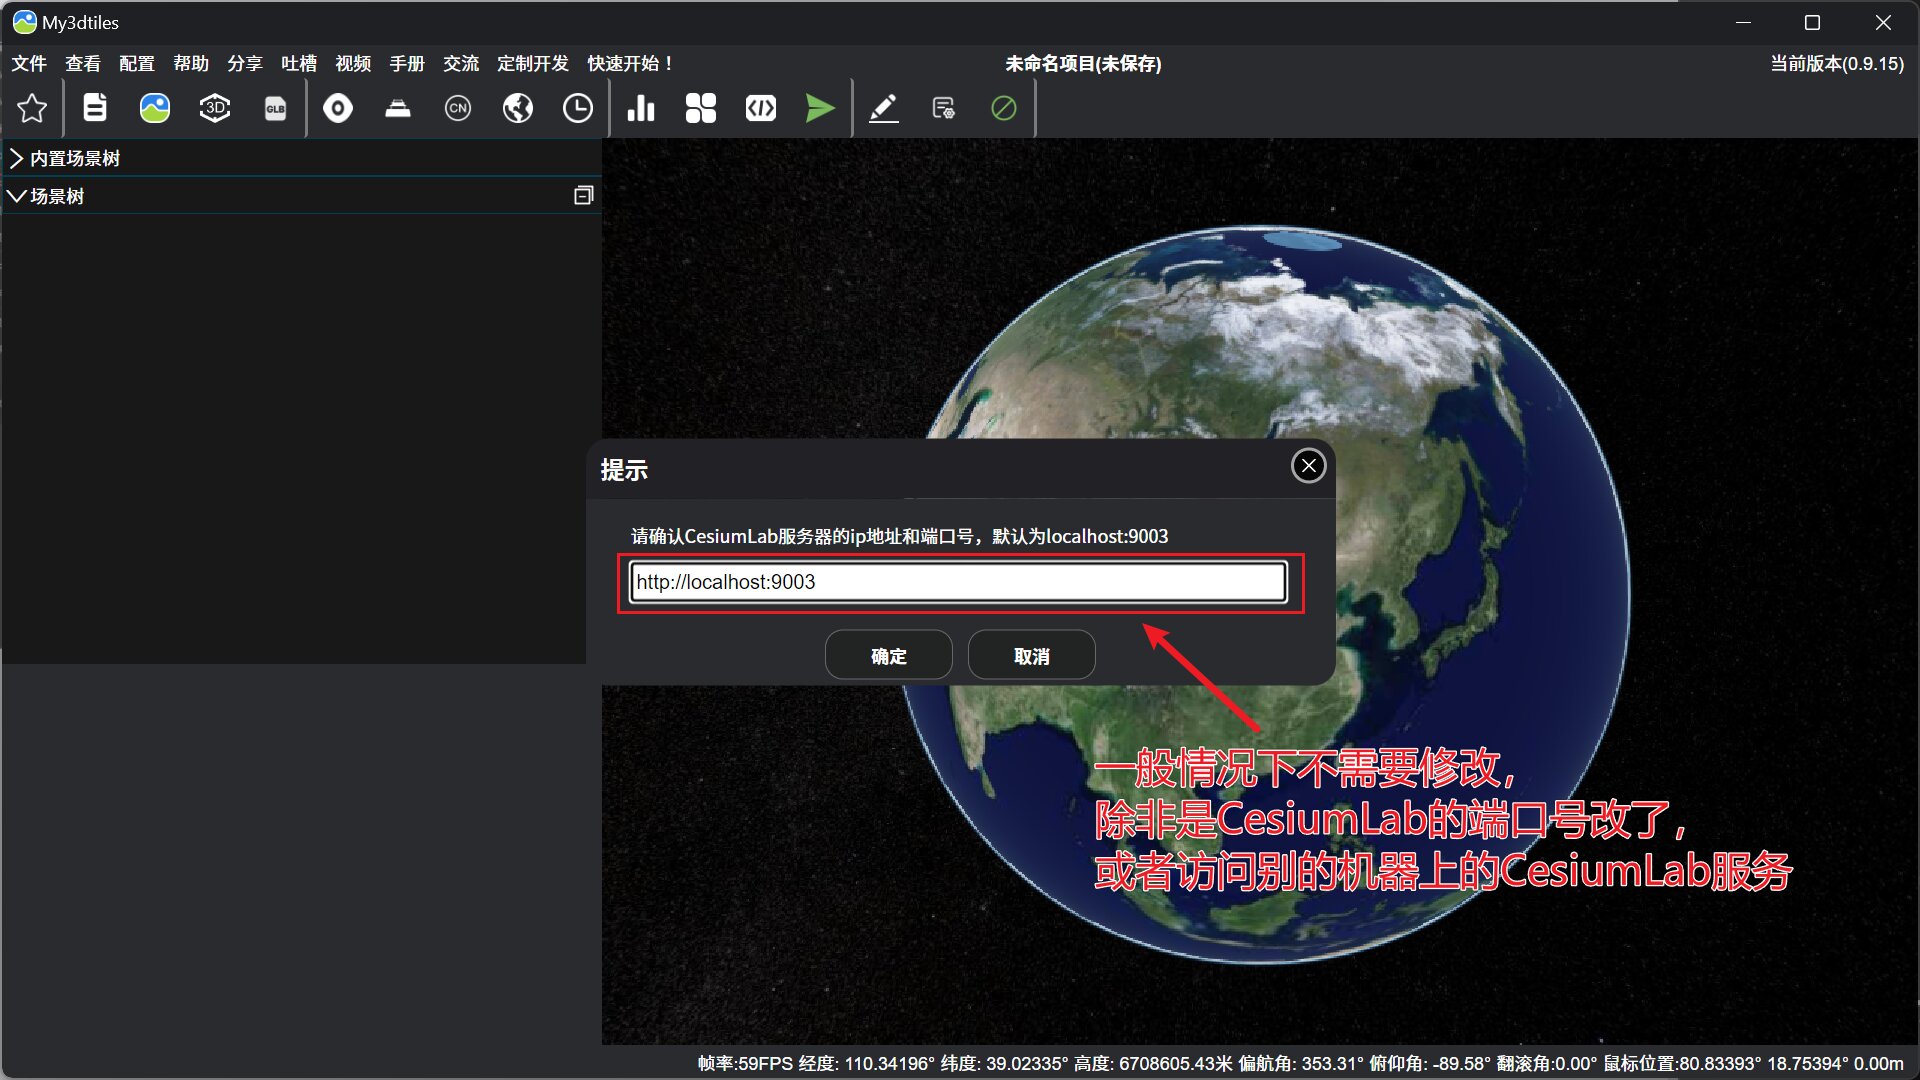 My3dtiles
文件 查看 配置 帮助 分享 吐槽 视频 手册 交流 定制开发 快速开始！ 未命名项目(未保存) 当前版本(0.9.15)
3D GLB CN
内置场景树
场景树
提示
请确认CesiumLab服务器的ip地址和端口号，默认为localhost:9003
http://localhost:9003
确定 取消
一般情况下不需要修改，
除非是CesiumLab的端口号改了，
或者访问别的机器上的CesiumLab服务
帧率:59FPS 经度: 110.34196° 纬度: 39.02335° 高度: 6708605.43米 偏航角: 353.31° 俯仰角: -89.58° 翻滚角:0.00° 鼠标位置:80.83393° 18.75394° 0.00m